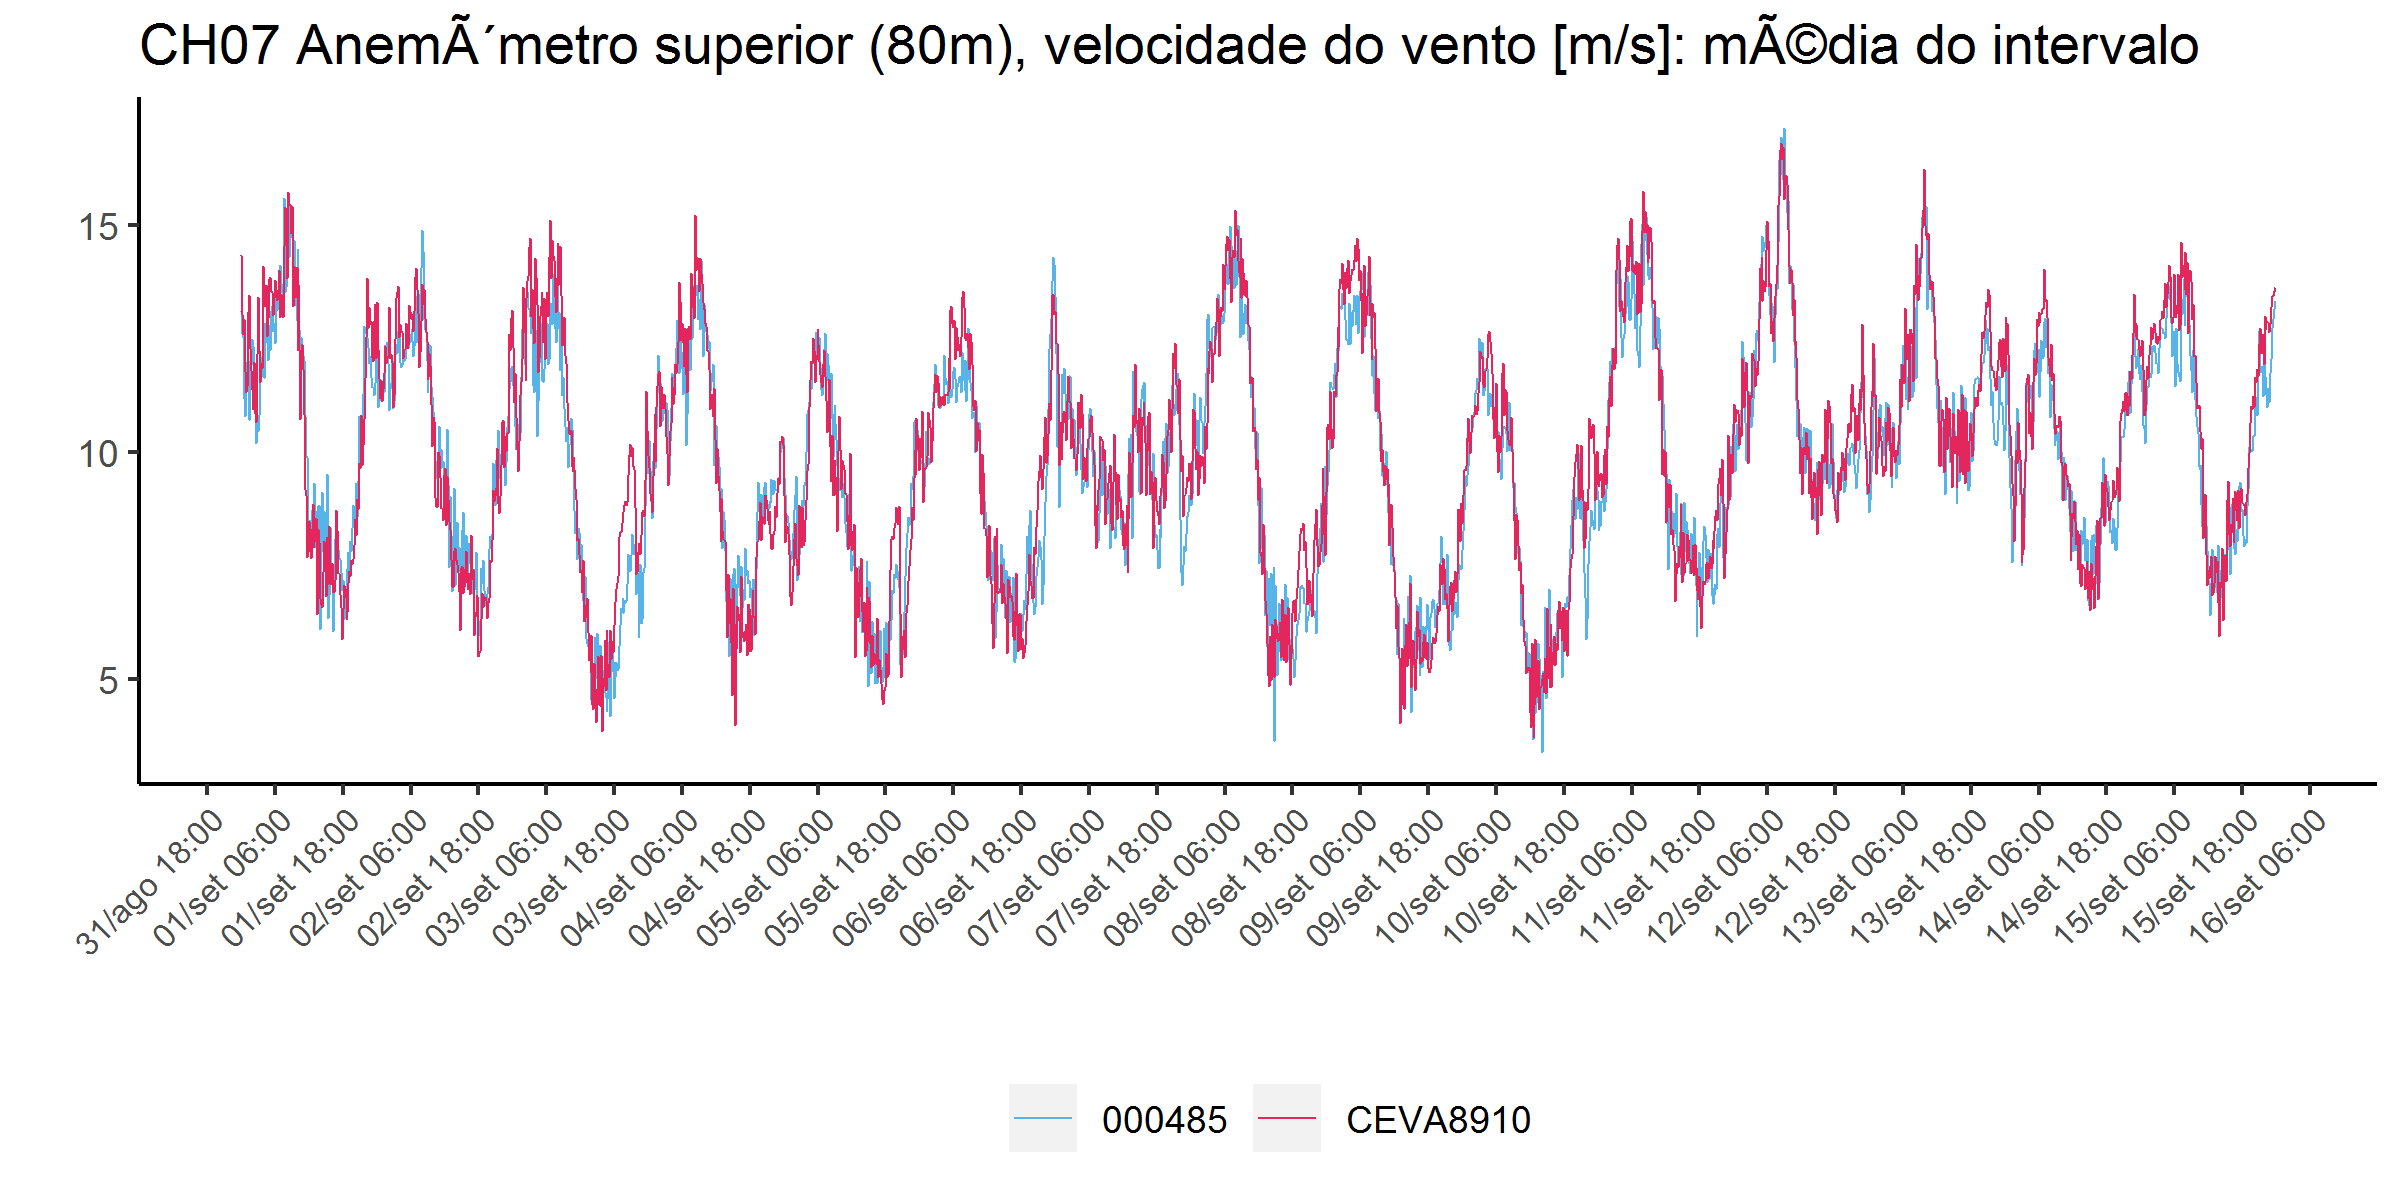 CH07 AnemÃ´metro superior (80m), velocidade do vento [m/s]: mÃ©dia do intervalo
15
10
5
31/ago 18:00
01/set 06:00
01/set 18:00
02/set 06:00
02/set 18:00
03/set 06:00
03/set 18:00
04/set 06:00
04/set 18:00
05/set 06:00
05/set 18:00
06/set 06:00
06/set 18:00
07/set 06:00
07/set 18:00
08/set 06:00
08/set 18:00
09/set 06:00
09/set 18:00
10/set 06:00
10/set 18:00
11/set 06:00
11/set 18:00
12/set 06:00
12/set 18:00
13/set 06:00
13/set 18:00
14/set 06:00
14/set 18:00
15/set 06:00
15/set 18:00
16/set 06:00
000485
CEVA8910